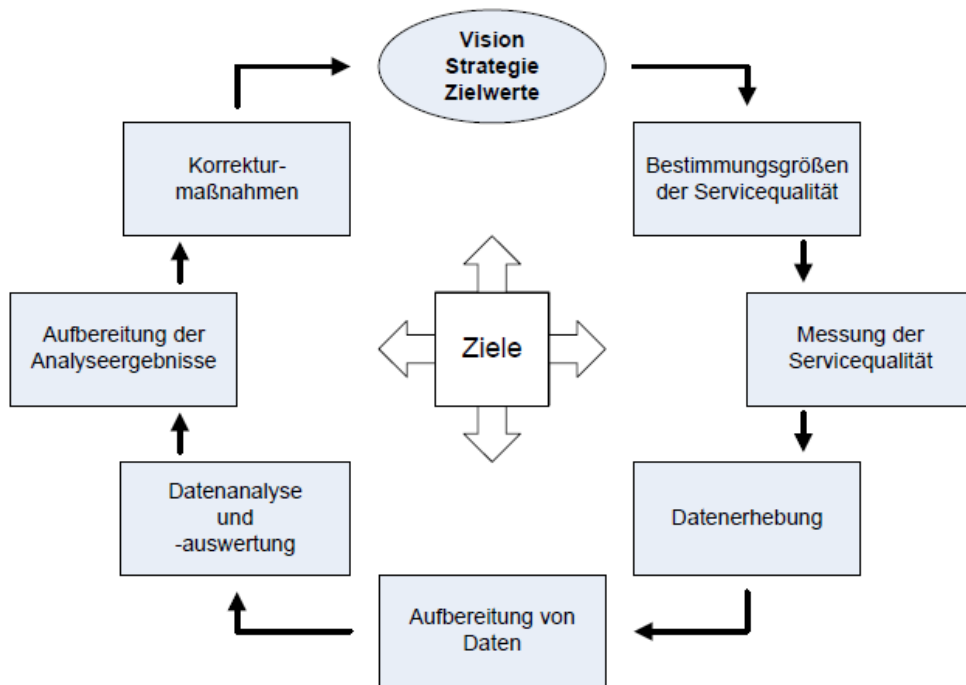 Vision
Strategie
Zielwerte
Bestimmungsgrößen
der Servicequalität
Messung der
Servicequalität
Datenerhebung
Aufbereitung von
Daten
Datenanalyse
und
-auswertung
Aufbereitung der
Analyseergebnisse
Korrektur-
maßnahmen
Ziele